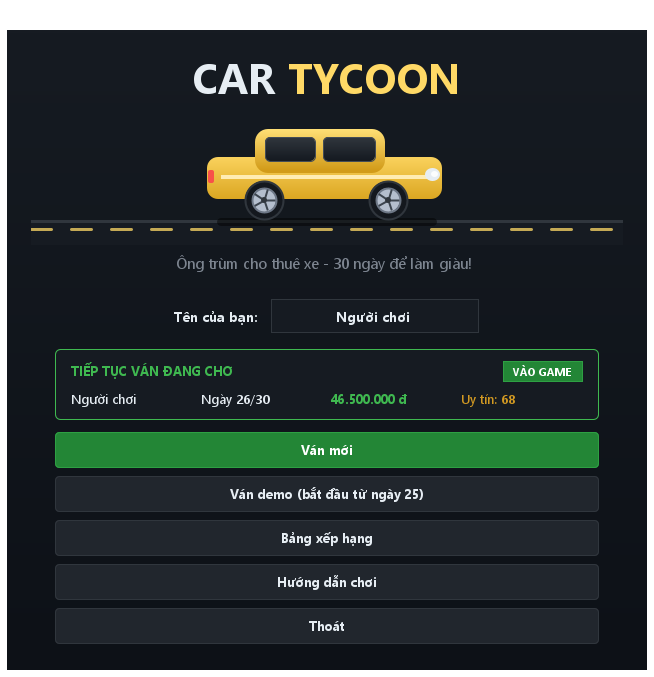 CAR TYCOON
Ông trùm cho thuê xe - 30 ngày để làm giàu!
Tên của bạn: Người chơi
TIẾP TỤC VÁN ĐANG CHƠ VÀO GAME
Người chơi Ngày 26/30 46.500.000 đ Uy tín: 68
Ván mới
Ván demo (bắt đầu từ ngày 25)
Bảng xếp hạng
Hướng dẫn chơi
Thoát